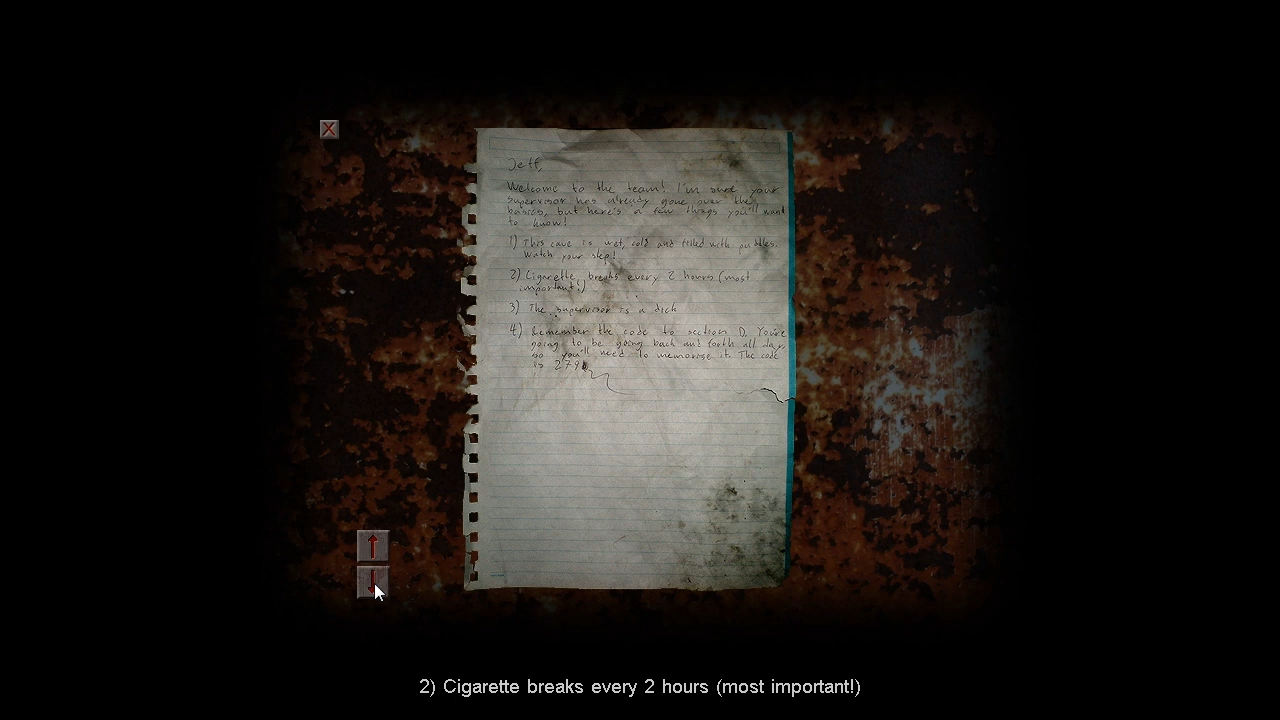 Jeff,
Welcome to the team! I'm sure your
supervisor has already gone over the
basics, but here's a few things you'll want
to know!
1) This cave is wet, cold and filled with puddles.
Watch your step!
2) Cigarette breaks every 2 hours (most
important!)
3) The supervisor is a dick
4) Remember the code to section D. You're
going to be going back and forth all day
so you'll need to memorise it. The code
is 279
2) Cigarette breaks every 2 hours (most important!)